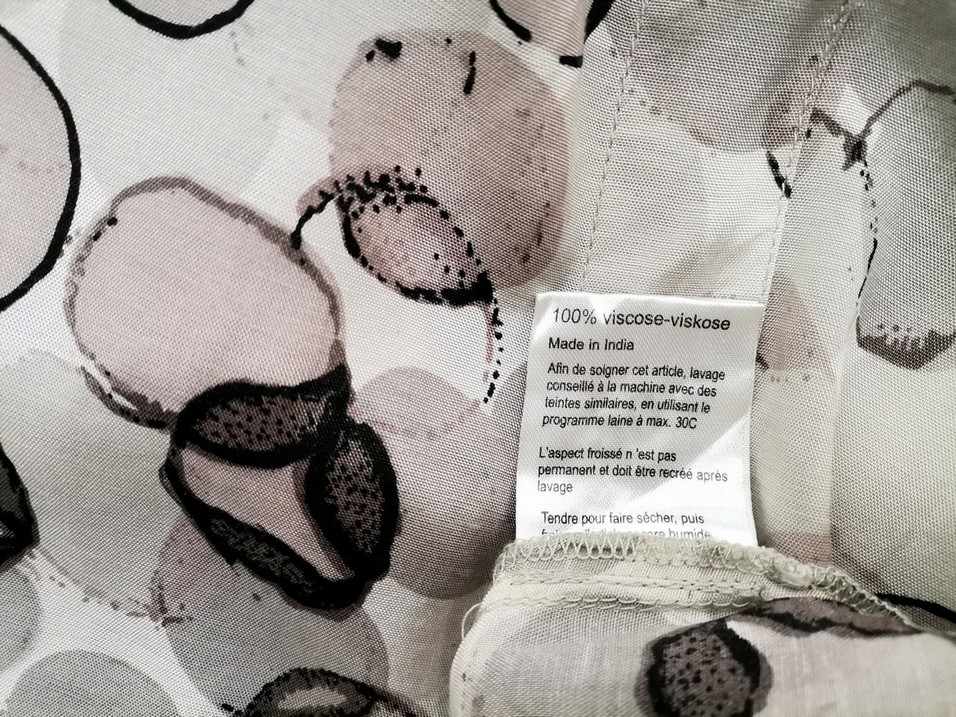 100% viscose-viskose
Made in India
Afin de soigner cet article, lavage
conseillé à la machine avec des
teintes similaires, en utilisant le
programme laine à max. 30C
L'aspect froissé n 'est pas
permanent et doit être recréé après
lavage
Tendre pour faire sécher, puis
humide